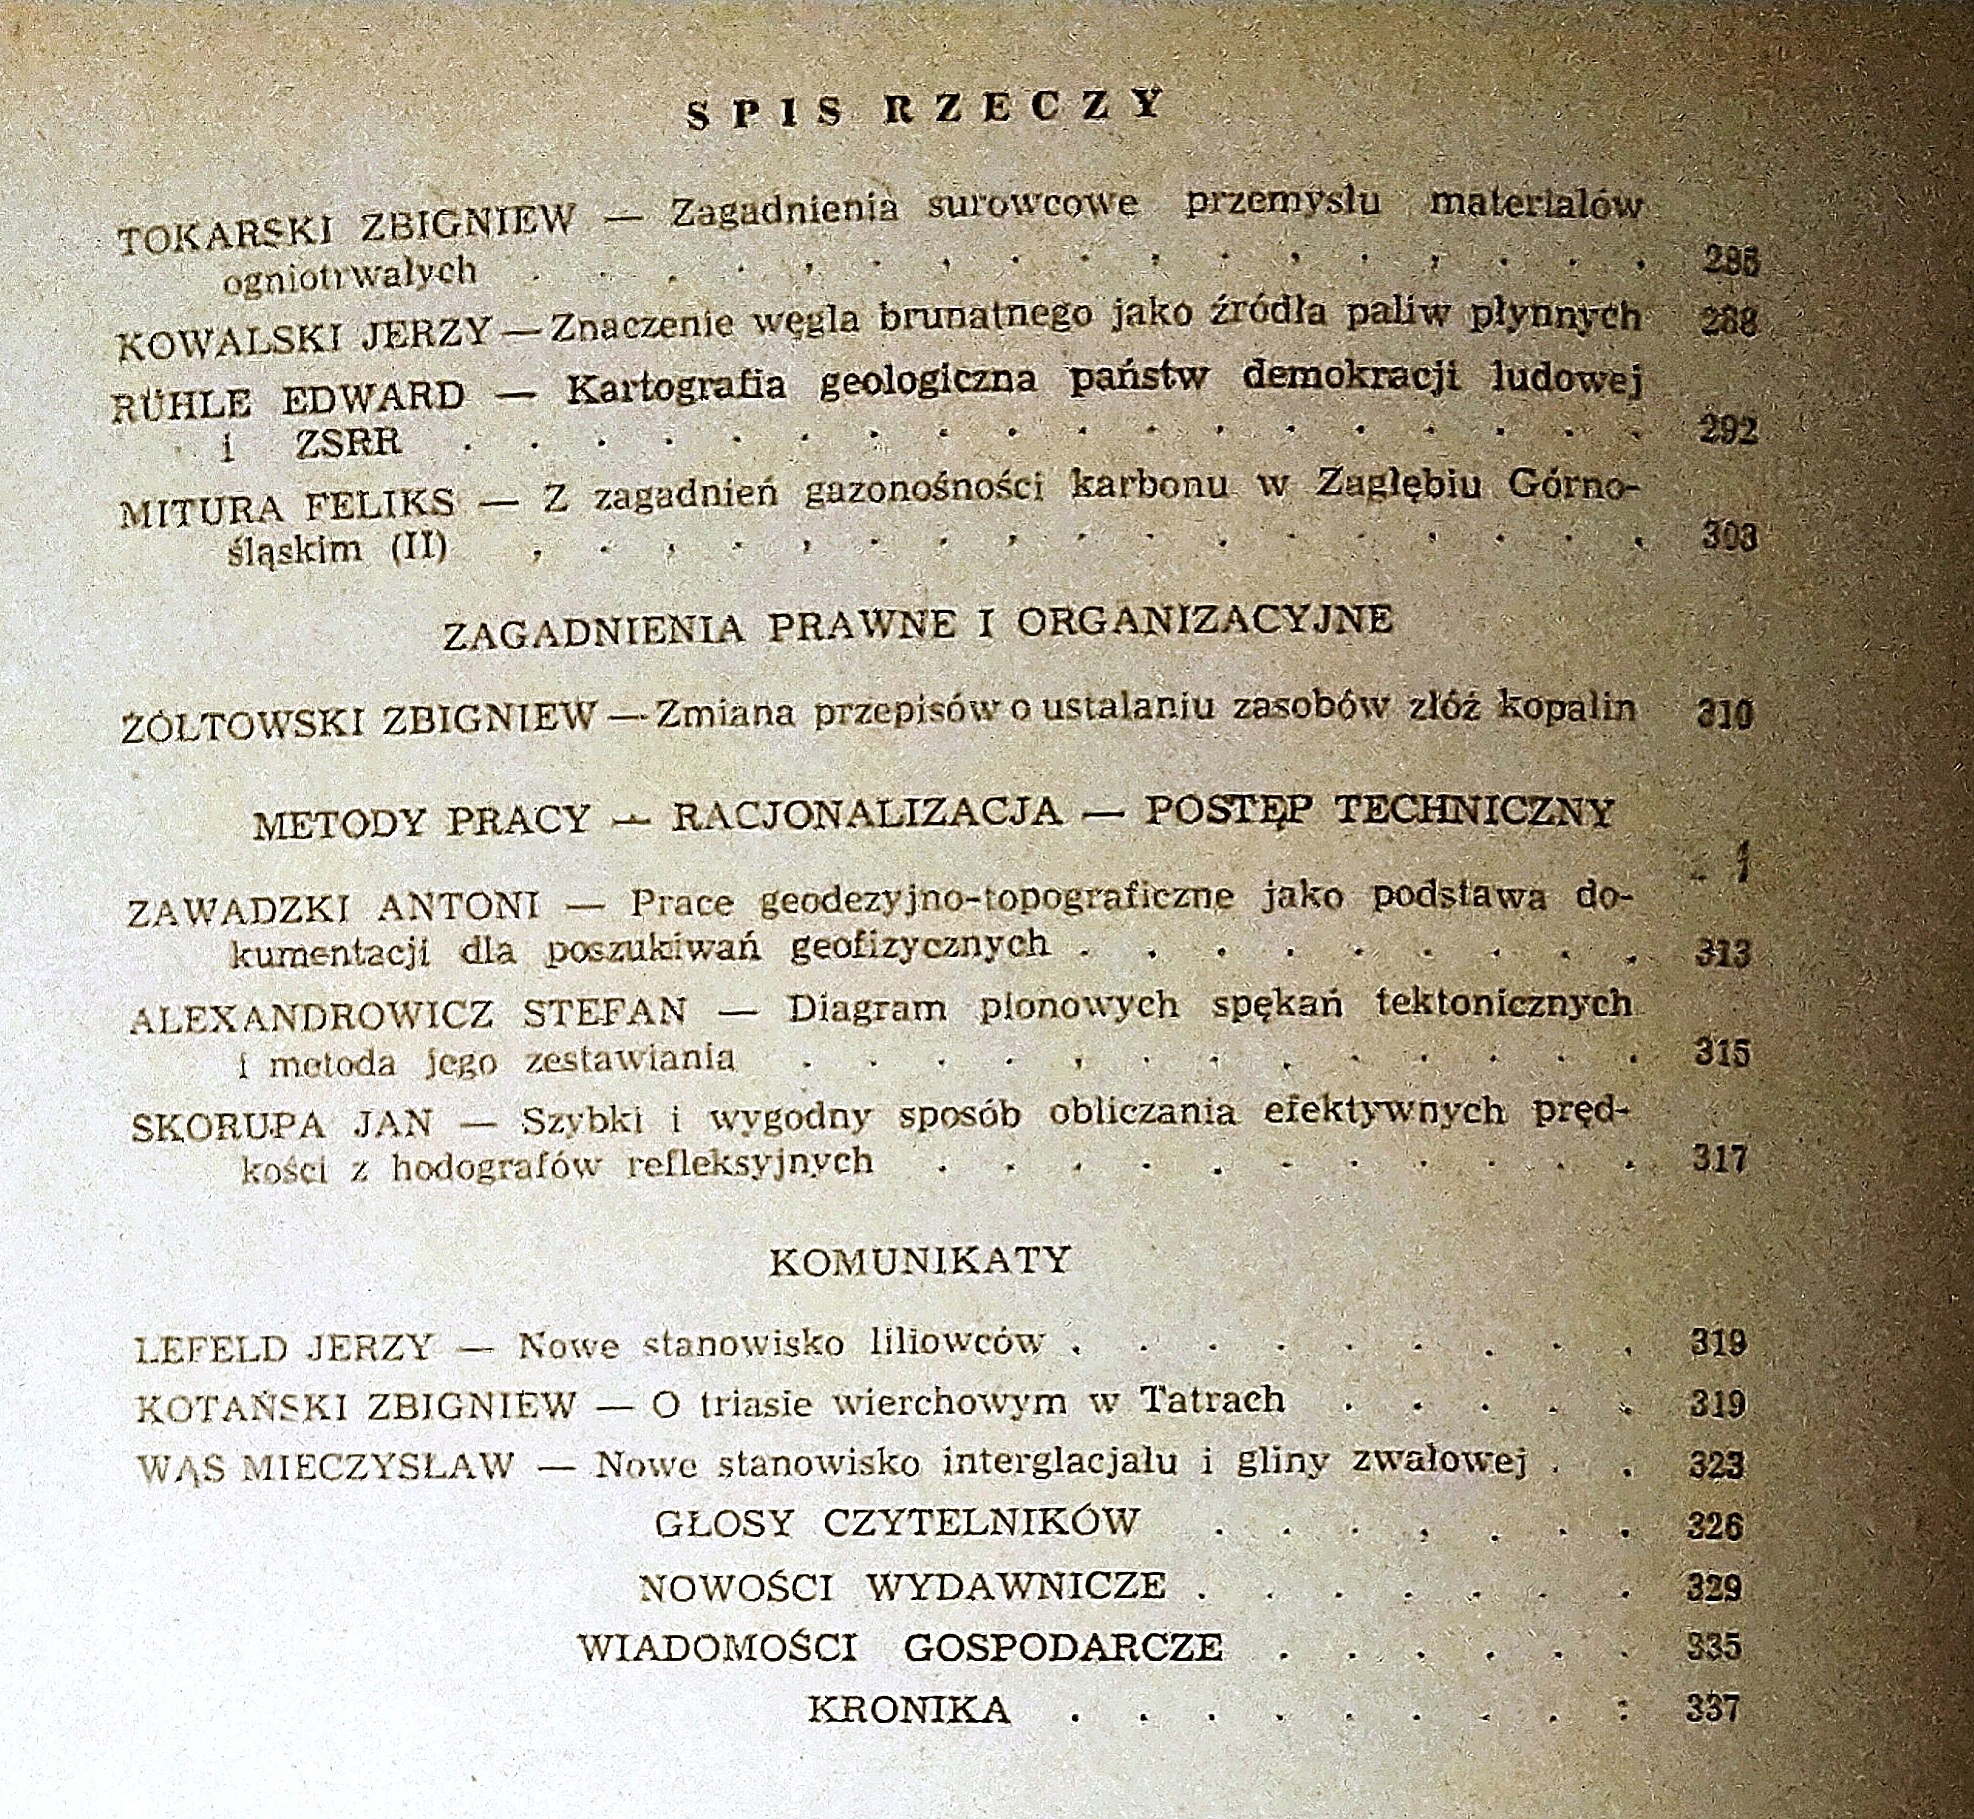 SPIS RZECZY
TOKARSKI ZBIGNIEW — Zagadnienia surowcowe przemysłu materiałów
ogniotrwałych . . . . . . . . . . . . . . . . .
KOWALSKI JERZY — Znaczenie węgla brunatnego jako źródła paliw płynnych 288
RÜHLE EDWARD — Kartografia geologiczna państw demokracji ludowej
i ZSRR . . . . . . . . . . . . . . . . . . 292
MITURA FELIKS — Z zagadnień gazonośności karbonu w Zagłębiu Górno-
śląskim (II) . . . . . . . . . . . . . . . . . 303
ZAGADNIENIA PRAWNE I ORGANIZACYJNE
ŻÓŁTOWSKI ZBIGNIEW — Zmiana przepisów o ustalaniu zasobów złóż kopalin 310
METODY PRACY — RACJONALIZACJA — POSTĘP TECHNICZNY
ZAWADZKI ANTONI — Prace geodezyjno-topograficzne jako podstawa do-
kumentacji dla poszukiwań geofizycznych . . . . . . . . . 313
ALEXANDROWICZ STEFAN — Diagram pionowych spękań tektonicznych
i metoda jego zestawiania . . . . . . . . . . . . . 315
SKORUPA JAN — Szybki i wygodny sposób obliczania efektywnych pręd-
kości z hodografów refleksyjnych . . . . . . . . . . . 317
KOMUNIKATY
LEFELD JERZY — Nowe stanowisko liliowców . . . . . . . . . 319
KOTAŃSKI ZBIGNIEW — O triasie wierchowym w Tatrach . . . . . 319
WĄS MIECZYSŁAW — Nowe stanowisko interglacjału i gliny zwałowej . . 323
GŁOSY CZYTELNIKÓW . . . . . . . 326
NOWOŚCI WYDAWNICZE . . . . . . . 329
WIADOMOŚCI GOSPODARCZE . . . . . . 335
KRONIKA . . . . . . . . : 337